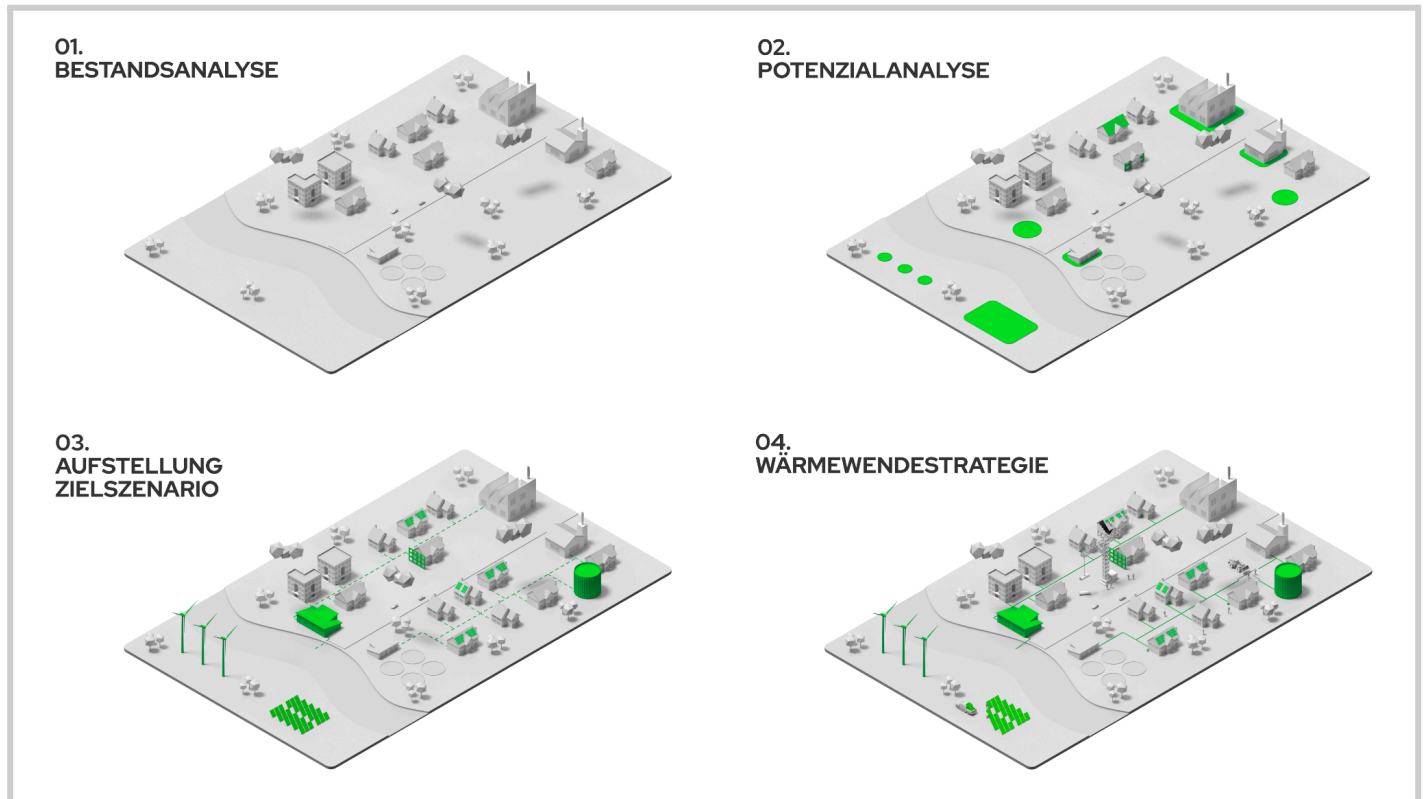 01.
BESTANDSANALYSE
02.
POTENZIALANALYSE
03.
AUFSTELLUNG
ZIELSZENARIO
04.
WÄRMEWENDESTRATEGIE